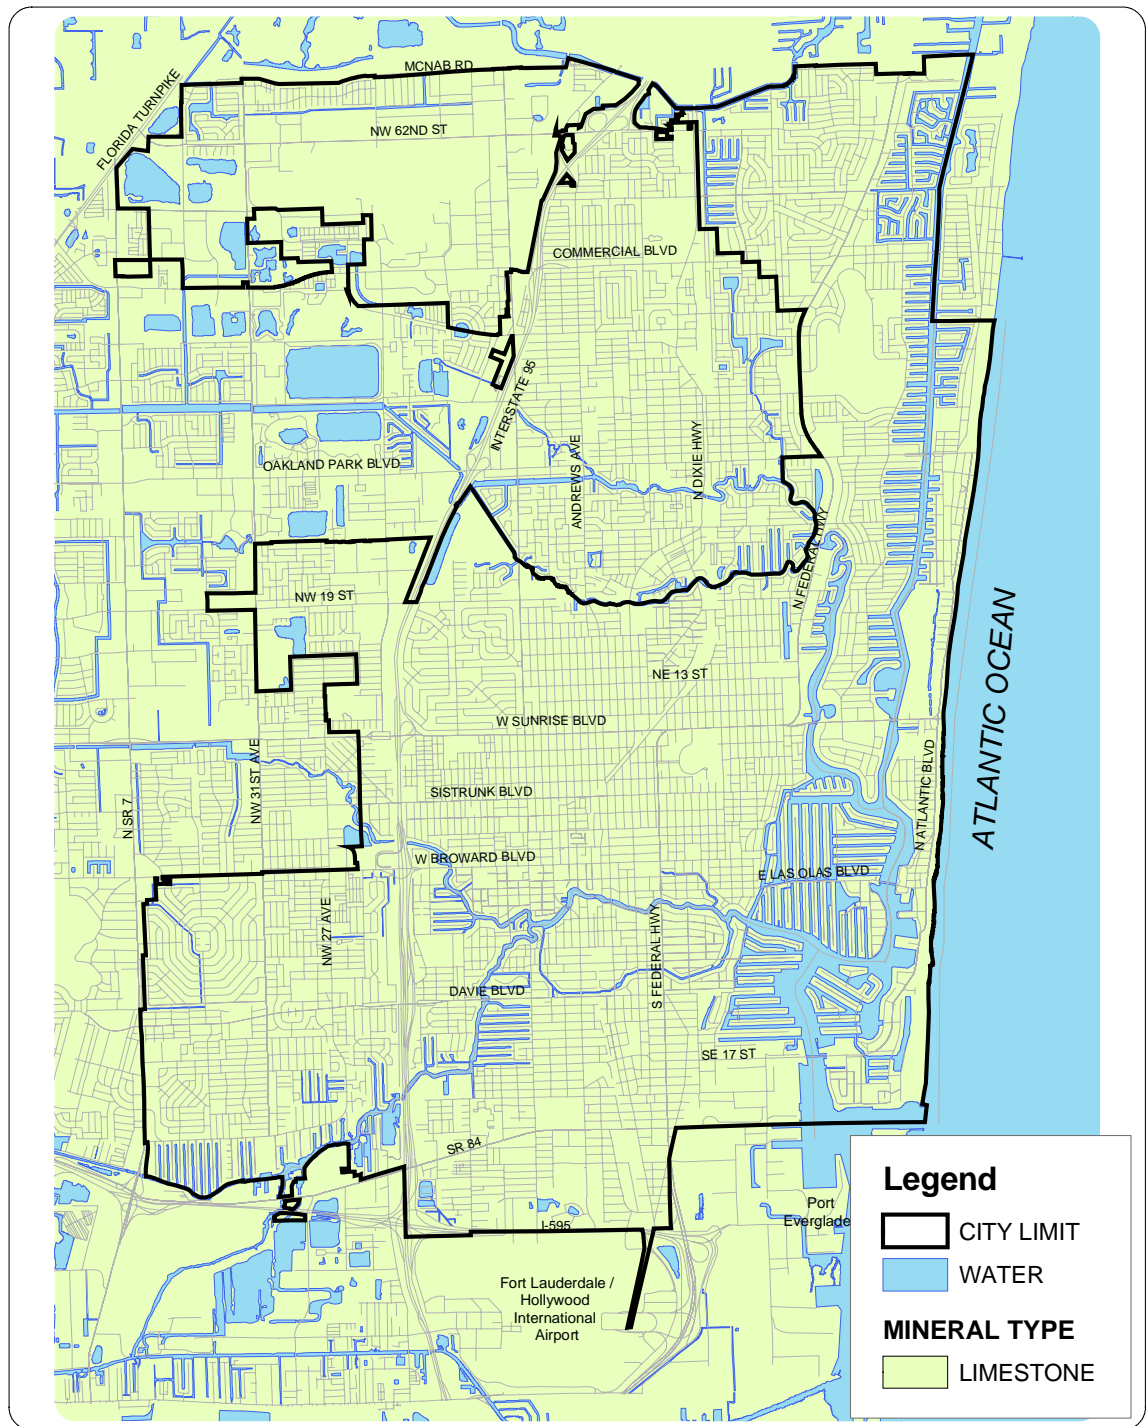 MCNAB RD
FLORIDA TURNPIKE
NW 62ND ST
COMMERCIAL BLVD
INTERSTATE 95
OAKLAND PARK BLVD
ANDREWS AVE
N DIXIE HWY
N FEDERAL HWY
NW 19 ST
NE 13 ST
ATLANTIC OCEAN
W SUNRISE BLVD
NW 31ST AVE
N SR 7
SISTRUNK BLVD
N ATLANTIC BLVD
W BROWARD BLVD
E LAS OLAS BLVD
NW 27 AVE
S FEDERAL HWY
DAVIE BLVD
SE 17 ST
SR 84
I-595
Port
Everglade
Fort Lauderdale /
Hollywood
International
Airport
Legend
CITY LIMIT
WATER
MINERAL TYPE
LIMESTONE